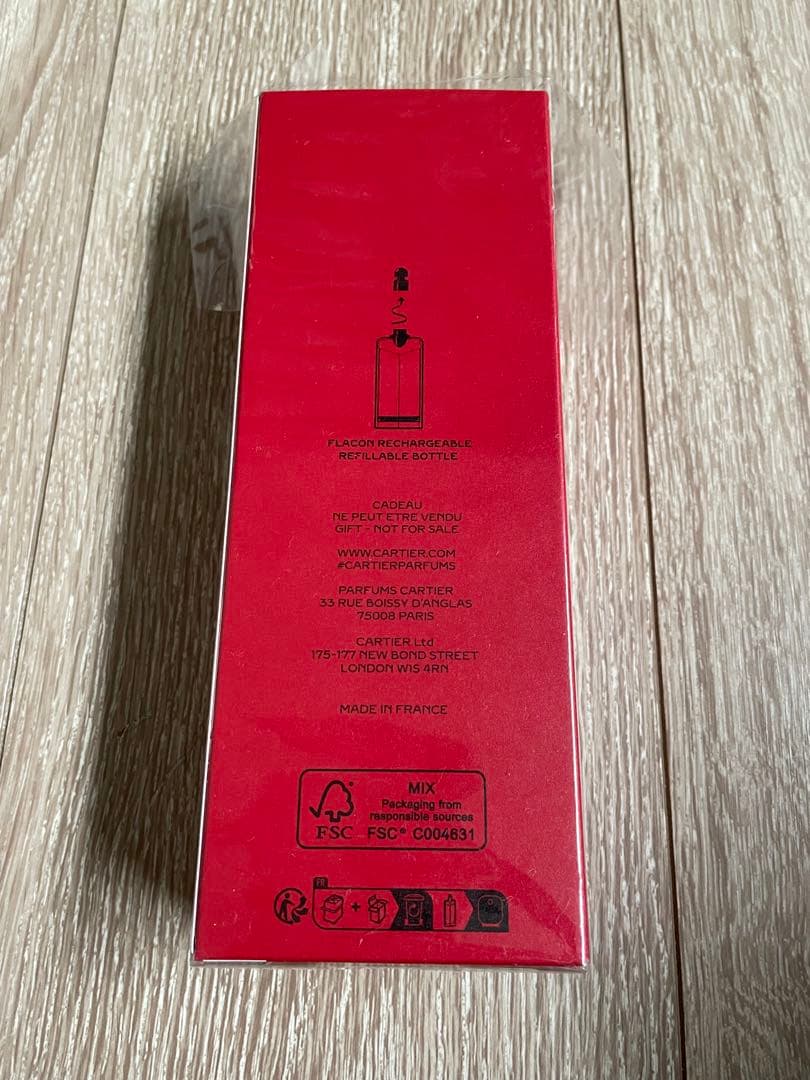 FLACON RECHARGEABLE
REFILLABLE BOTTLE
CADEAU
NE PEUT ETRE VENDU
GIFT - NOT FOR SALE
WWW.CARTIER.COM
#CARTIERPARFUMS
PARFUMS CARTIER
33 RUE BOISSY D'ANGLAS
75008 PARIS
CARTIER Ltd
175-177 NEW BOND STREET
LONDON W1S 4RN
MADE IN FRANCE
MIX
Packaging from
responsible sources
FSC® C004631
FSC
FR